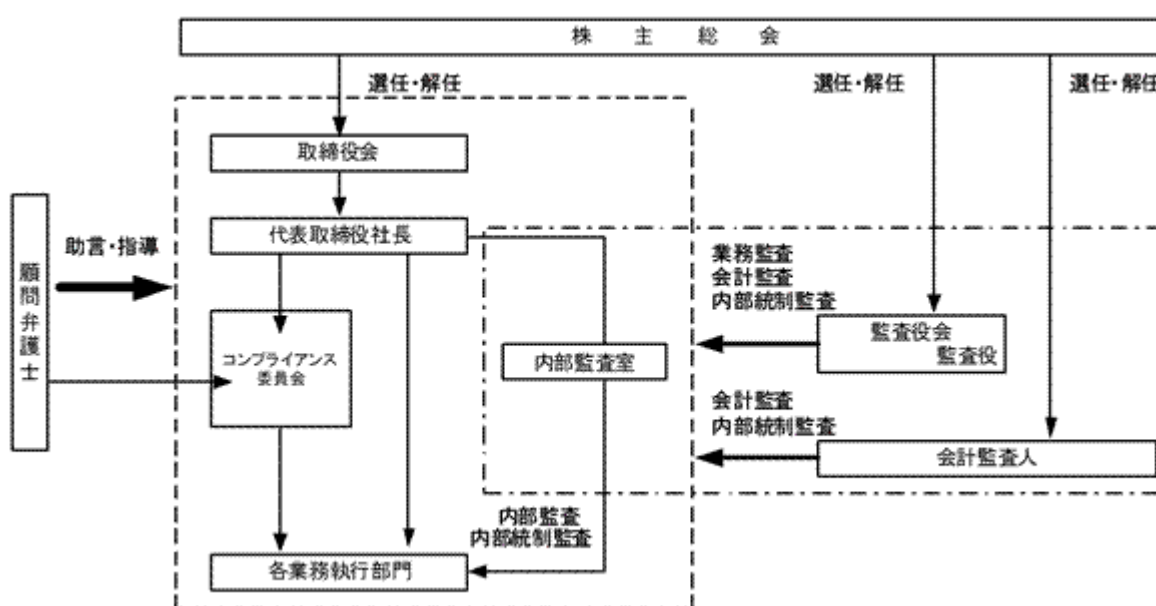 株主総会
選任・解任
選任・解任
選任・解任
取締役会
代表取締役社長
助言・指導
顧問弁護士
業務監査
会計監査
内部統制監査
監査役会
監査役
コンプライアンス
委員会
内部監査室
会計監査
内部統制監査
会計監査人
内部監査
内部統制監査
各業務執行部門